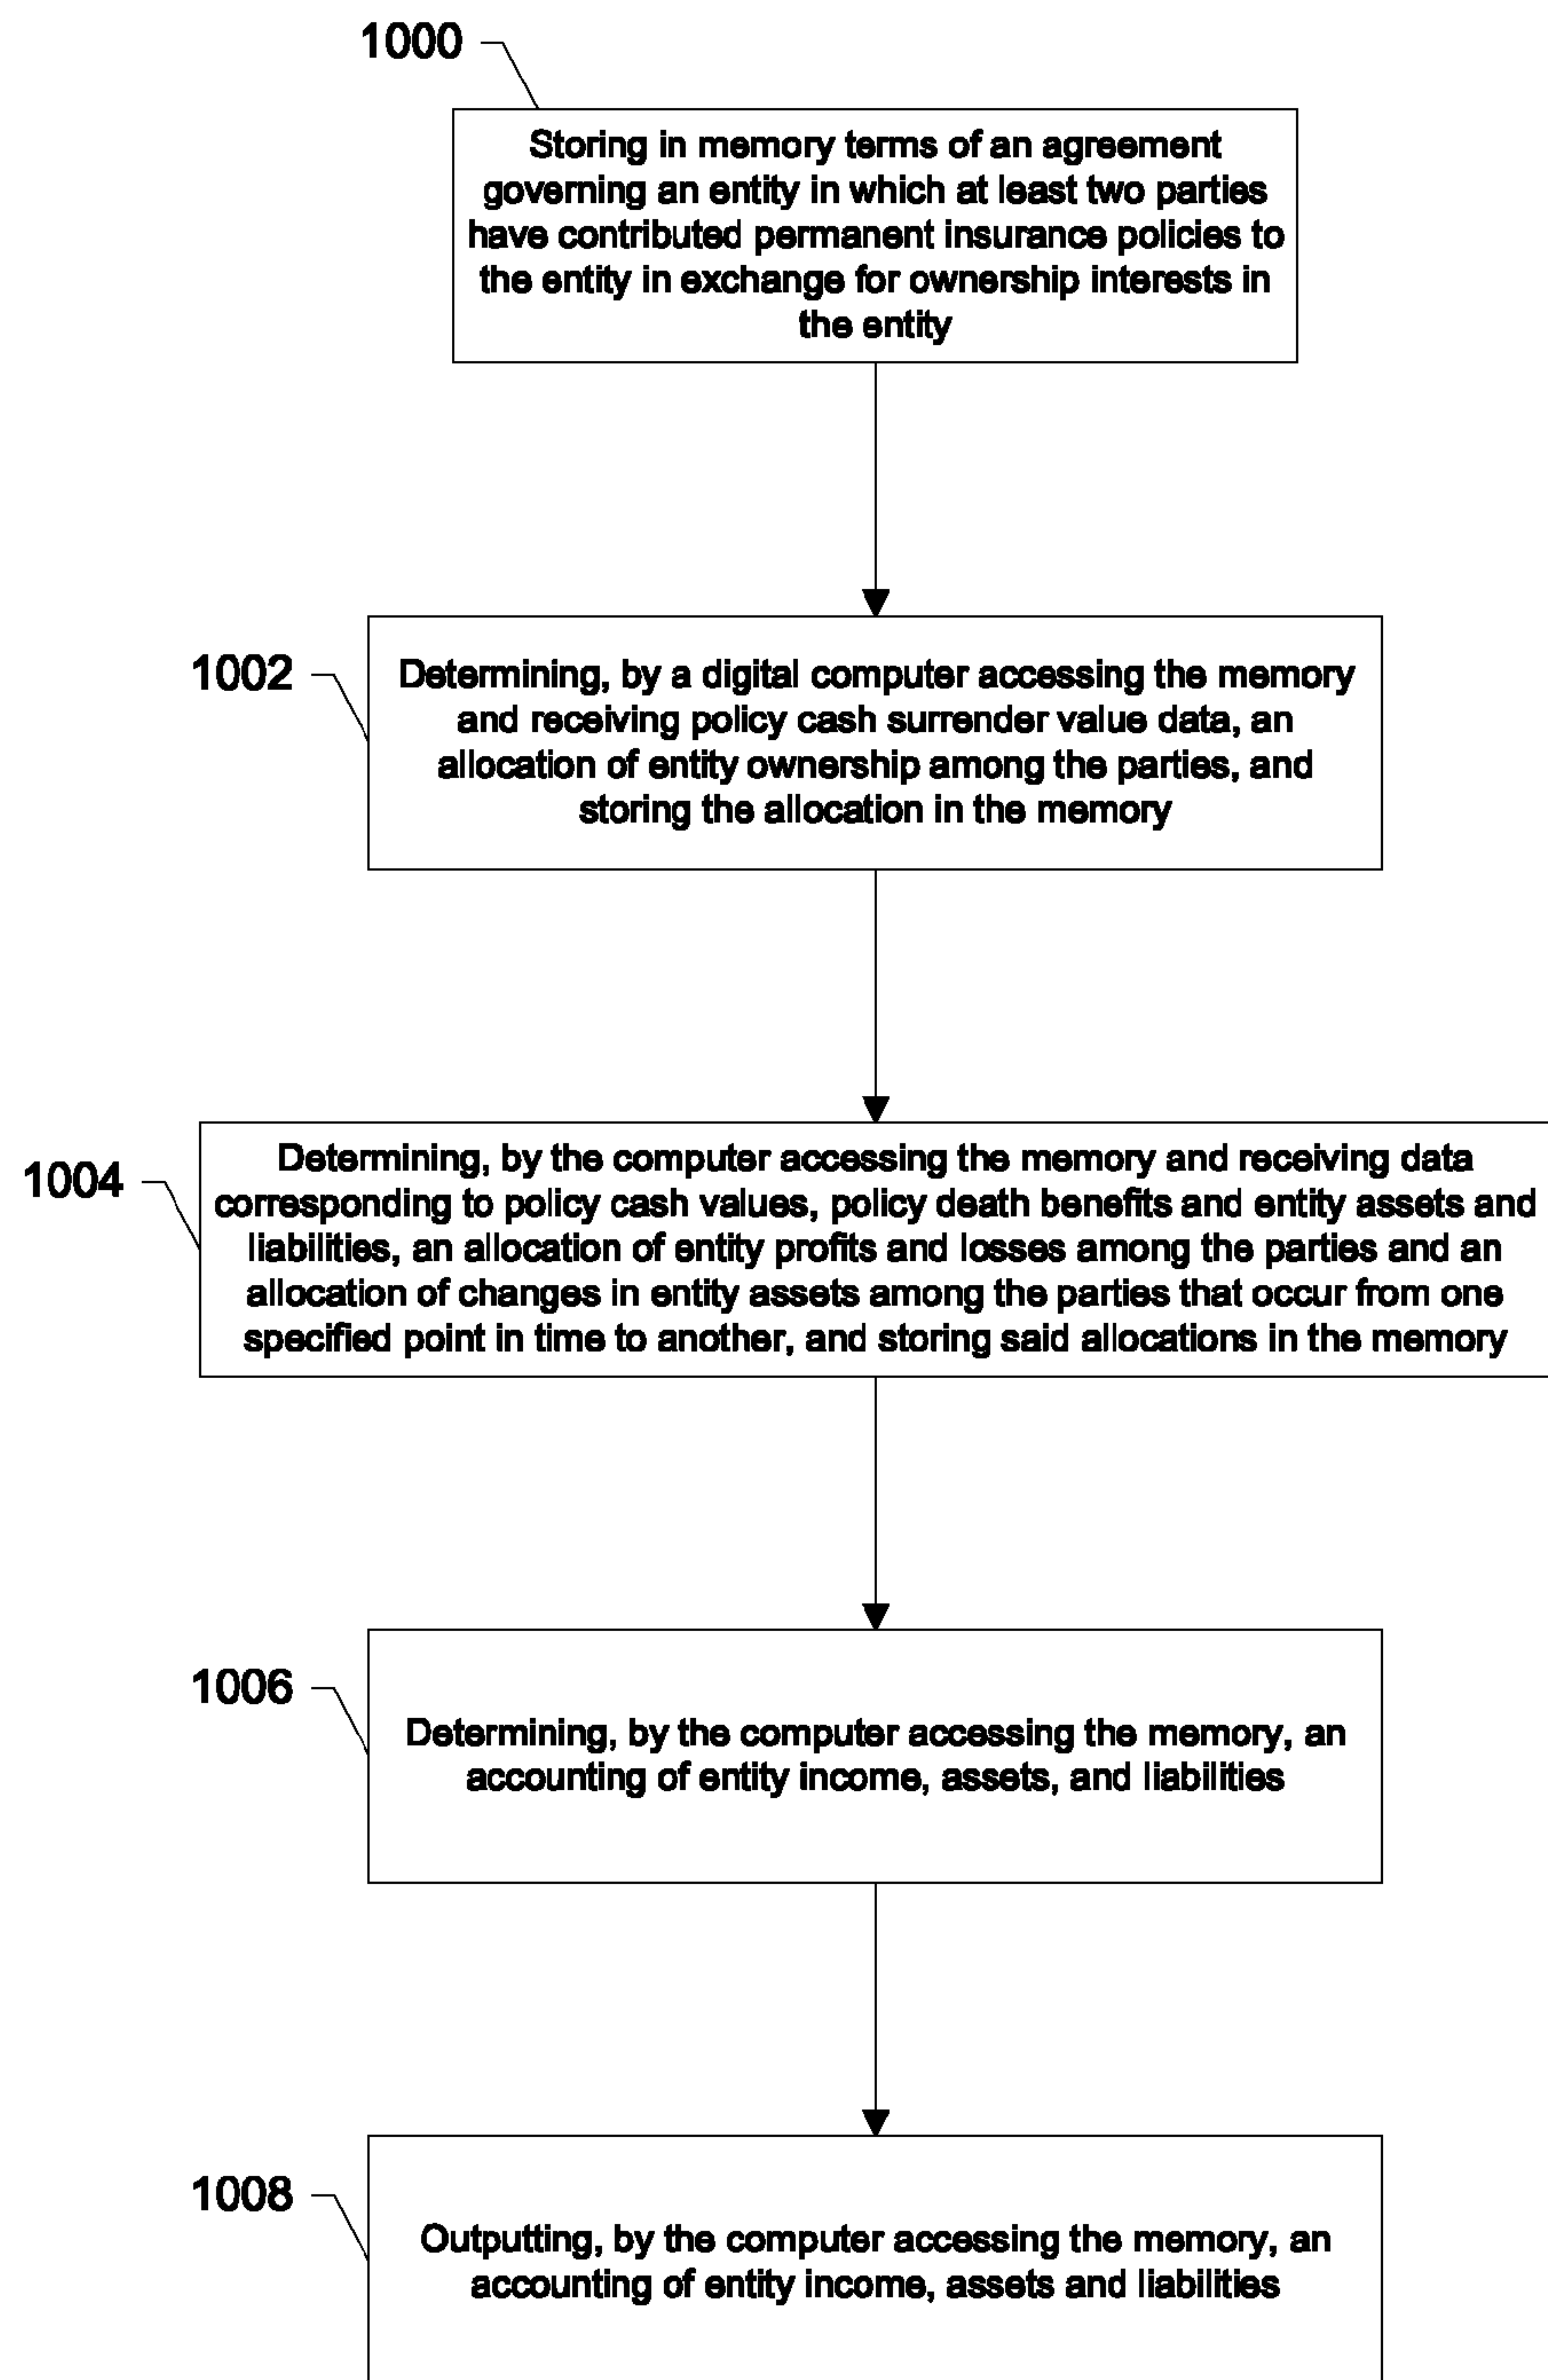 1000
Storing in memory terms of an agreement
governing an entity in which at least two parties
have contributed permanent insurance policies to
the entity in exchange for ownership interests in
the entity
1002
Determining, by a digital computer accessing the memory
and receiving policy cash surrender value data, an
allocation of entity ownership among the parties, and
storing the allocation in the memory
1004
Determining, by the computer accessing the memory and receiving data
corresponding to policy cash values, policy death benefits and entity assets and
liabilities, an allocation of entity profits and losses among the parties and an
allocation of changes in entity assets among the parties that occur from one
specified point in time to another, and storing said allocations in the memory
1006
Determining, by the computer accessing the memory, an
accounting of entity income, assets, and liabilities
1008
Outputting, by the computer accessing the memory, an
accounting of entity income, assets and liabilities